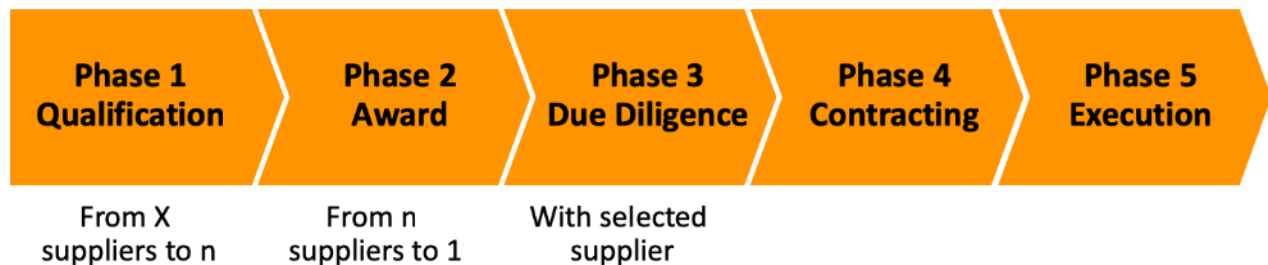 Phase 1
Qualification
Phase 2
Award
Phase 3
Due Diligence
Phase 4
Contracting
Phase 5
Execution
From X
suppliers to n
From n
suppliers to 1
With selected
supplier